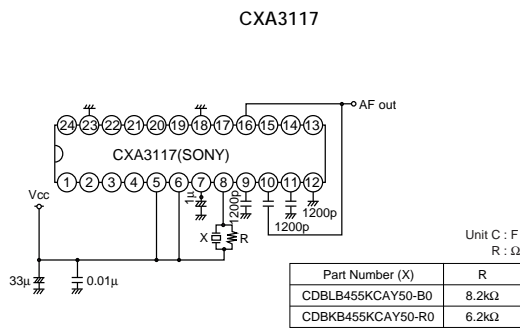 CXA3117
AF out
24 23 22 21 20 19 18 17 16 15 14 13
CXA3117(SONY)
1 2 3 4 5 6 7 8 9 10 11 12
Vcc
1μ
1200p
1200p
1200p
X
R
33μ
0.01μ
Unit C : F
R : Ω
Part Number (X) R
CDBLB455KCAY50-B0 8.2kΩ
CDBKB455KCAY50-R0 6.2kΩ